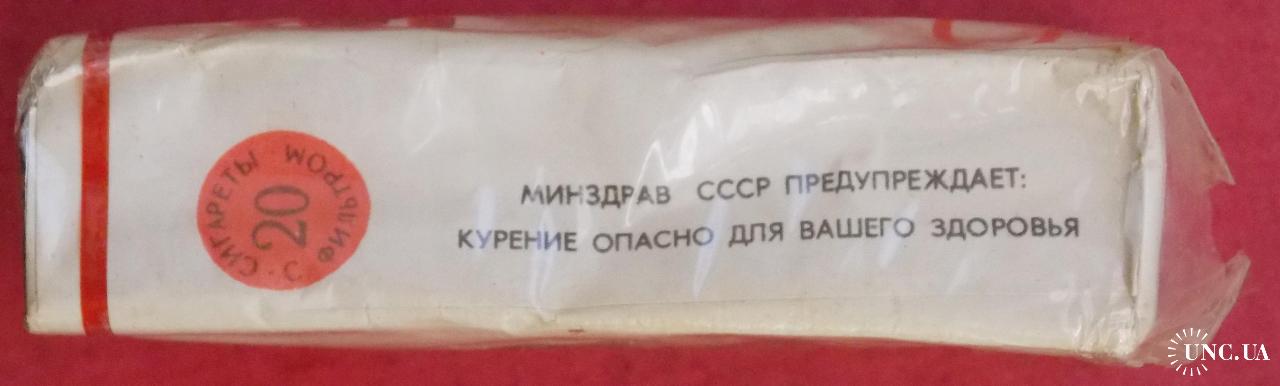 СИГАРЕТЫ С ФИЛЬТРОМ
20
МИНЗДРАВ СССР ПРЕДУПРЕЖДАЕТ:
КУРЕНИЕ ОПАСНО ДЛЯ ВАШЕГО ЗДОРОВЬЯ
UNC.UA